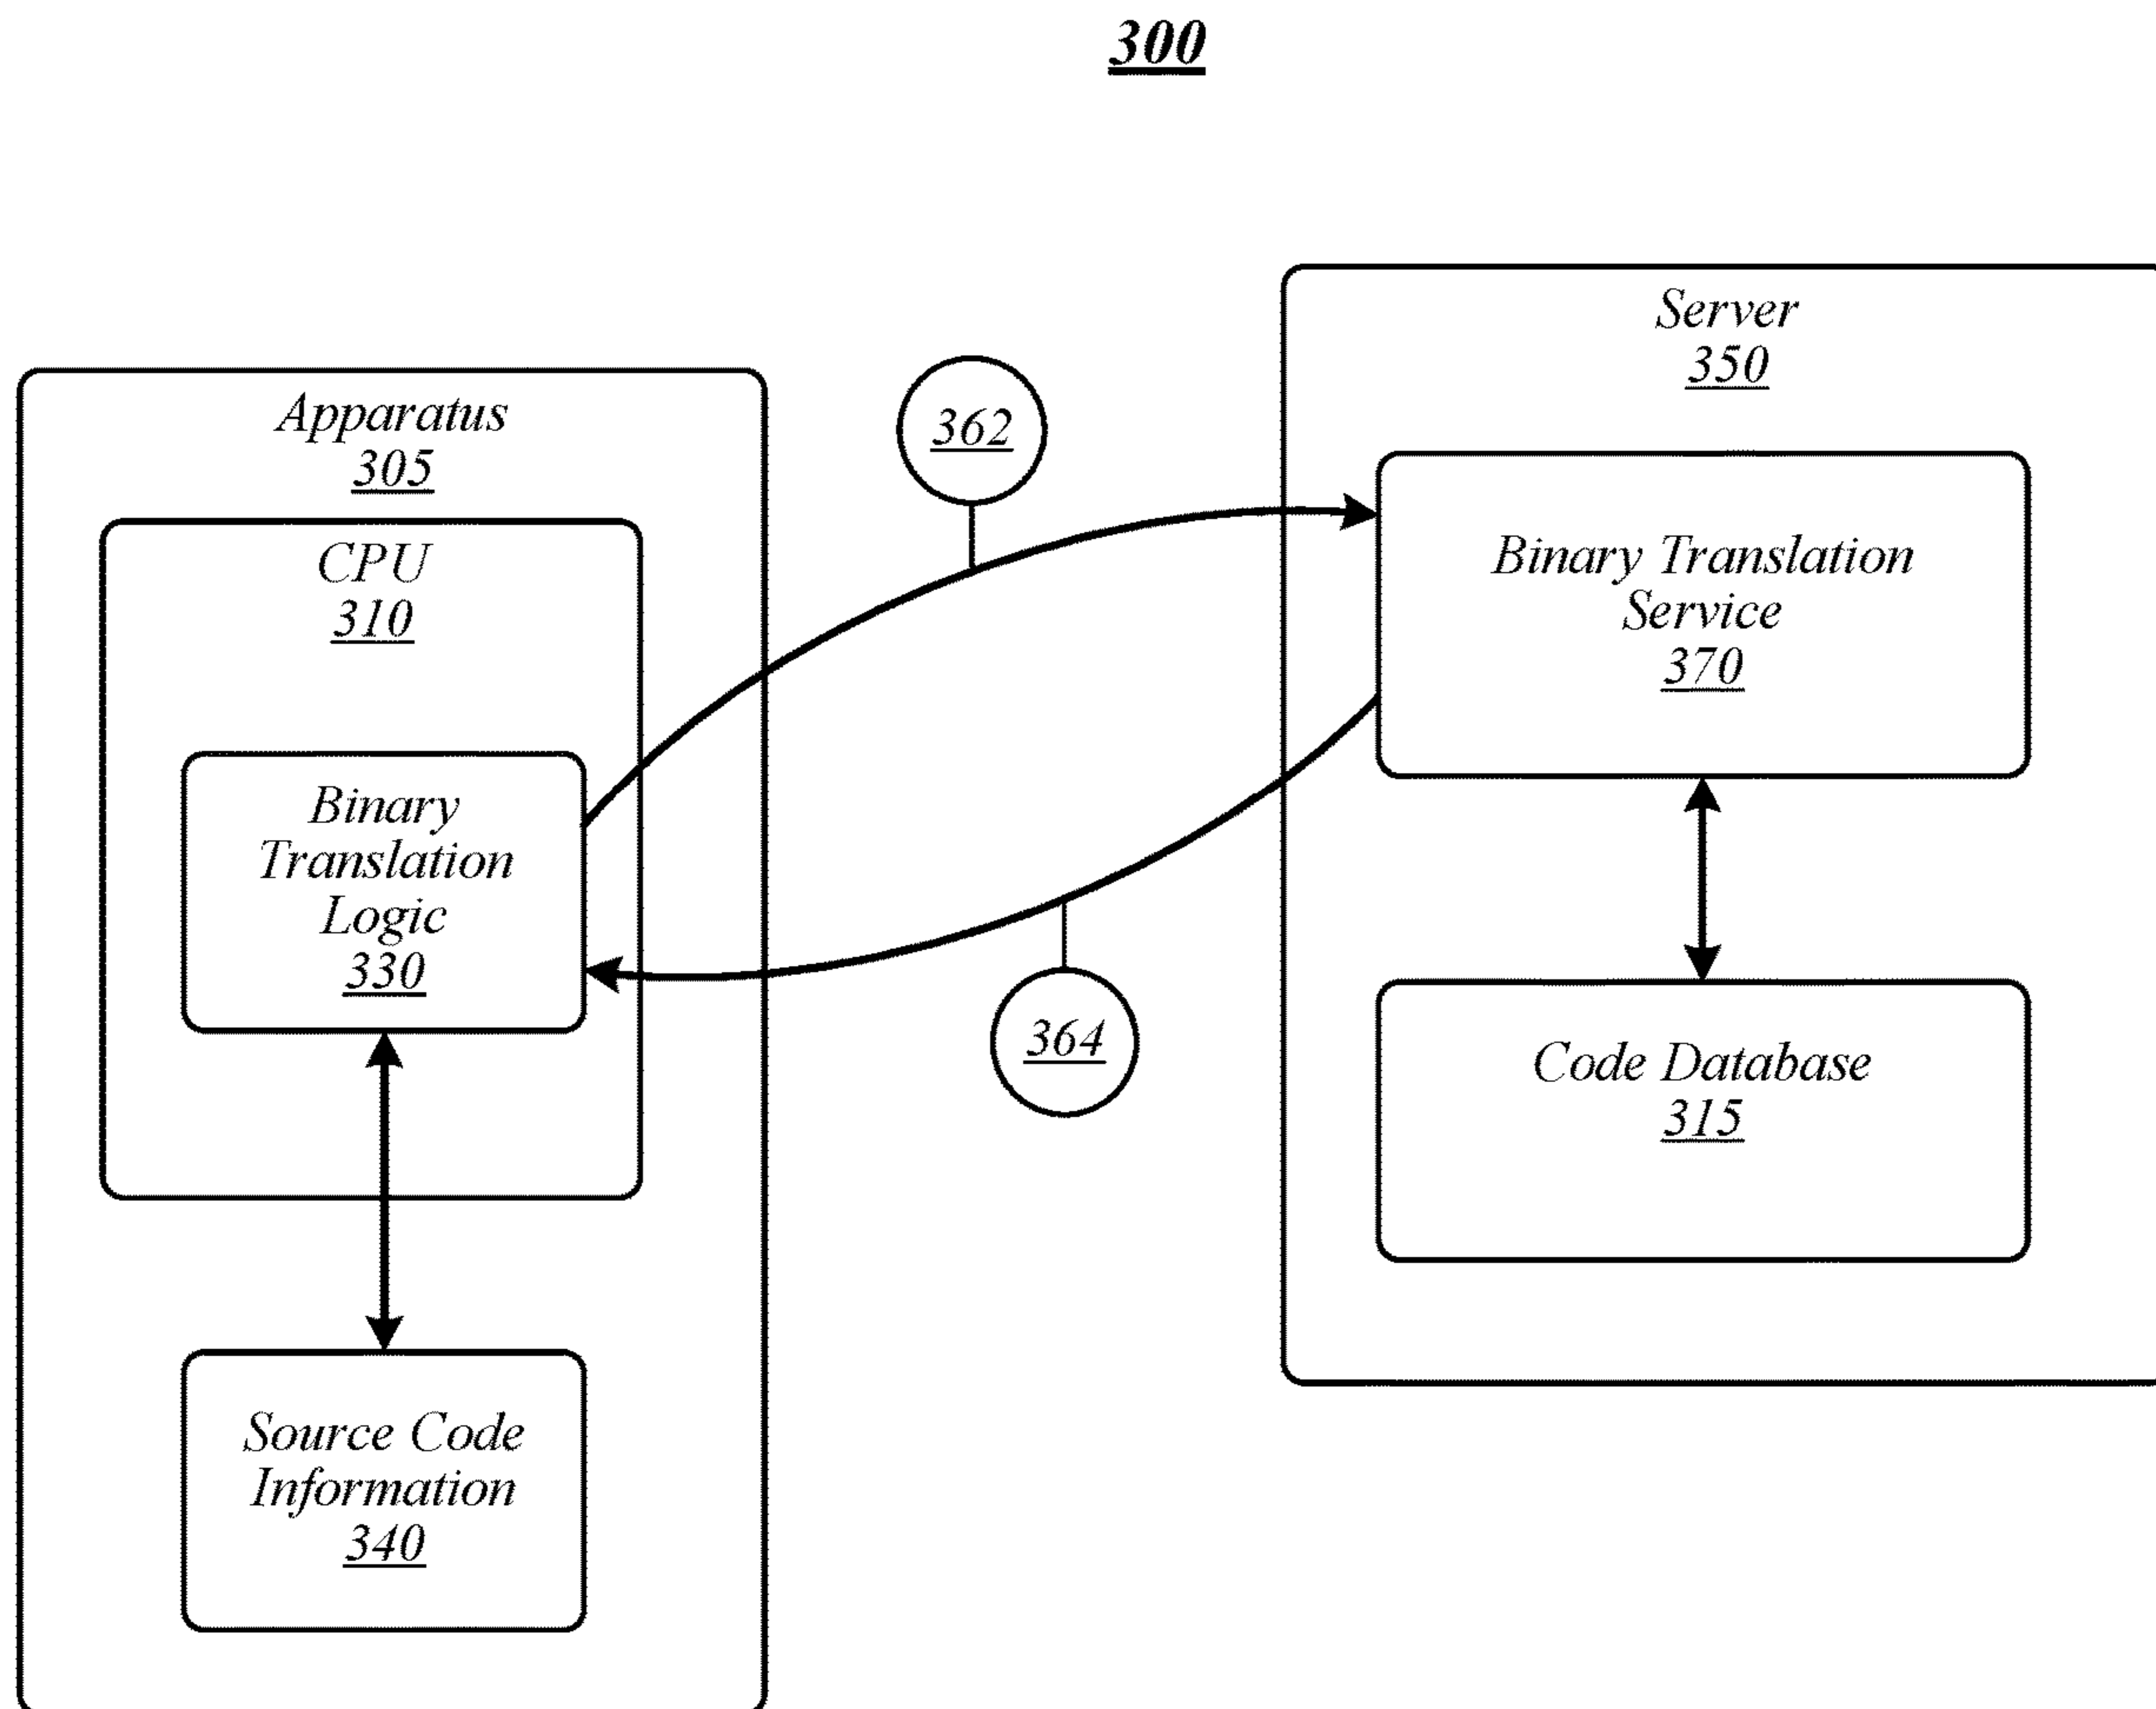 300
Apparatus
305
CPU
310
Binary
Translation
Logic
330
Source Code
Information
340
362
364
Server
350
Binary Translation
Service
370
Code Database
315